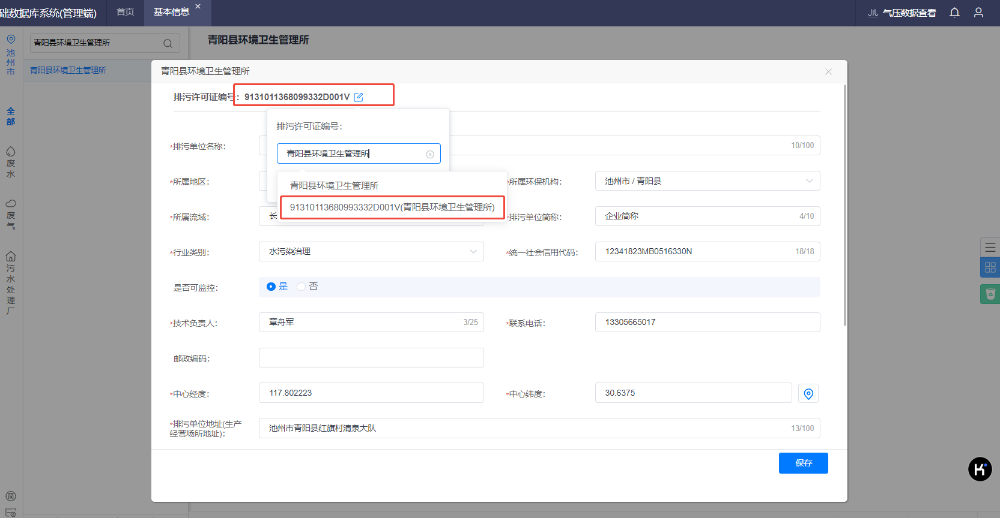 础数据库系统(管理端)
首页
基本信息
气压数据查看
池州市
青阳县环境卫生管理所
青阳县环境卫生管理所
青阳县环境卫生管理所
全部
废水
废气
污水处理厂
简
青阳县环境卫生管理所
排污许可证编号：
9131011368099332D001V
排污许可证编号：
青阳县环境卫生管理所
青阳县环境卫生管理所
91310113680993332D001V(青阳县环境卫生管理所)
*排污单位名称：
10/100
*所属地区：
*所属环保机构：
池州市 / 青阳县
*所属流域：
长
*排污单位简称：
企业简称
4/10
*行业类别：
水污染治理
*统一社会信用代码：
12341823MB0516330N
18/18
是否可监控：
是
否
*技术负责人：
章舟军
3/25
*联系电话：
13305665017
邮政编码：
*中心经度：
117.802223
*中心纬度：
30.6375
*排污单位地址(生产
经营场所地址)：
池州市青阳县红旗村清泉大队
13/100
保存